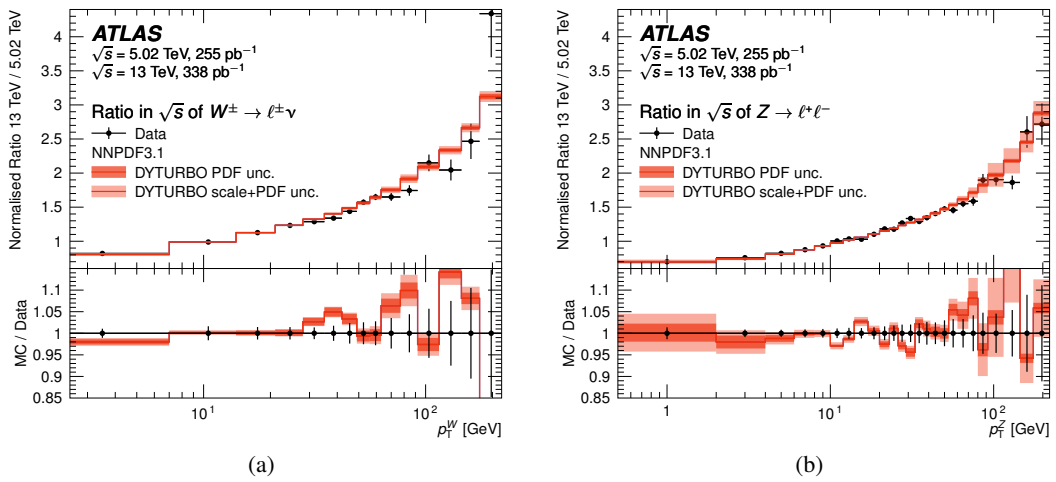 ATLAS
√s = 5.02 TeV, 255 pb⁻¹
√s = 13 TeV, 338 pb⁻¹
Ratio in √s of W± → ℓ±ν
Data
NNPDF3.1
DYTURBO PDF unc.
DYTURBO scale+PDF unc.
Normalised Ratio 13 TeV / 5.02 TeV
4
3.5
3
2.5
2
1.5
1
MC / Data
1.1
1.05
1
0.95
0.9
0.85
10¹
10²
p_T^W [GeV]
(a)
ATLAS
√s = 5.02 TeV, 255 pb⁻¹
√s = 13 TeV, 338 pb⁻¹
Ratio in √s of Z → ℓ⁺ℓ⁻
Data
NNPDF3.1
DYTURBO PDF unc.
DYTURBO scale+PDF unc.
Normalised Ratio 13 TeV / 5.02 TeV
4
3.5
3
2.5
2
1.5
1
MC / Data
1.1
1.05
1
0.95
0.9
0.85
1
10
10²
p_T^Z [GeV]
(b)